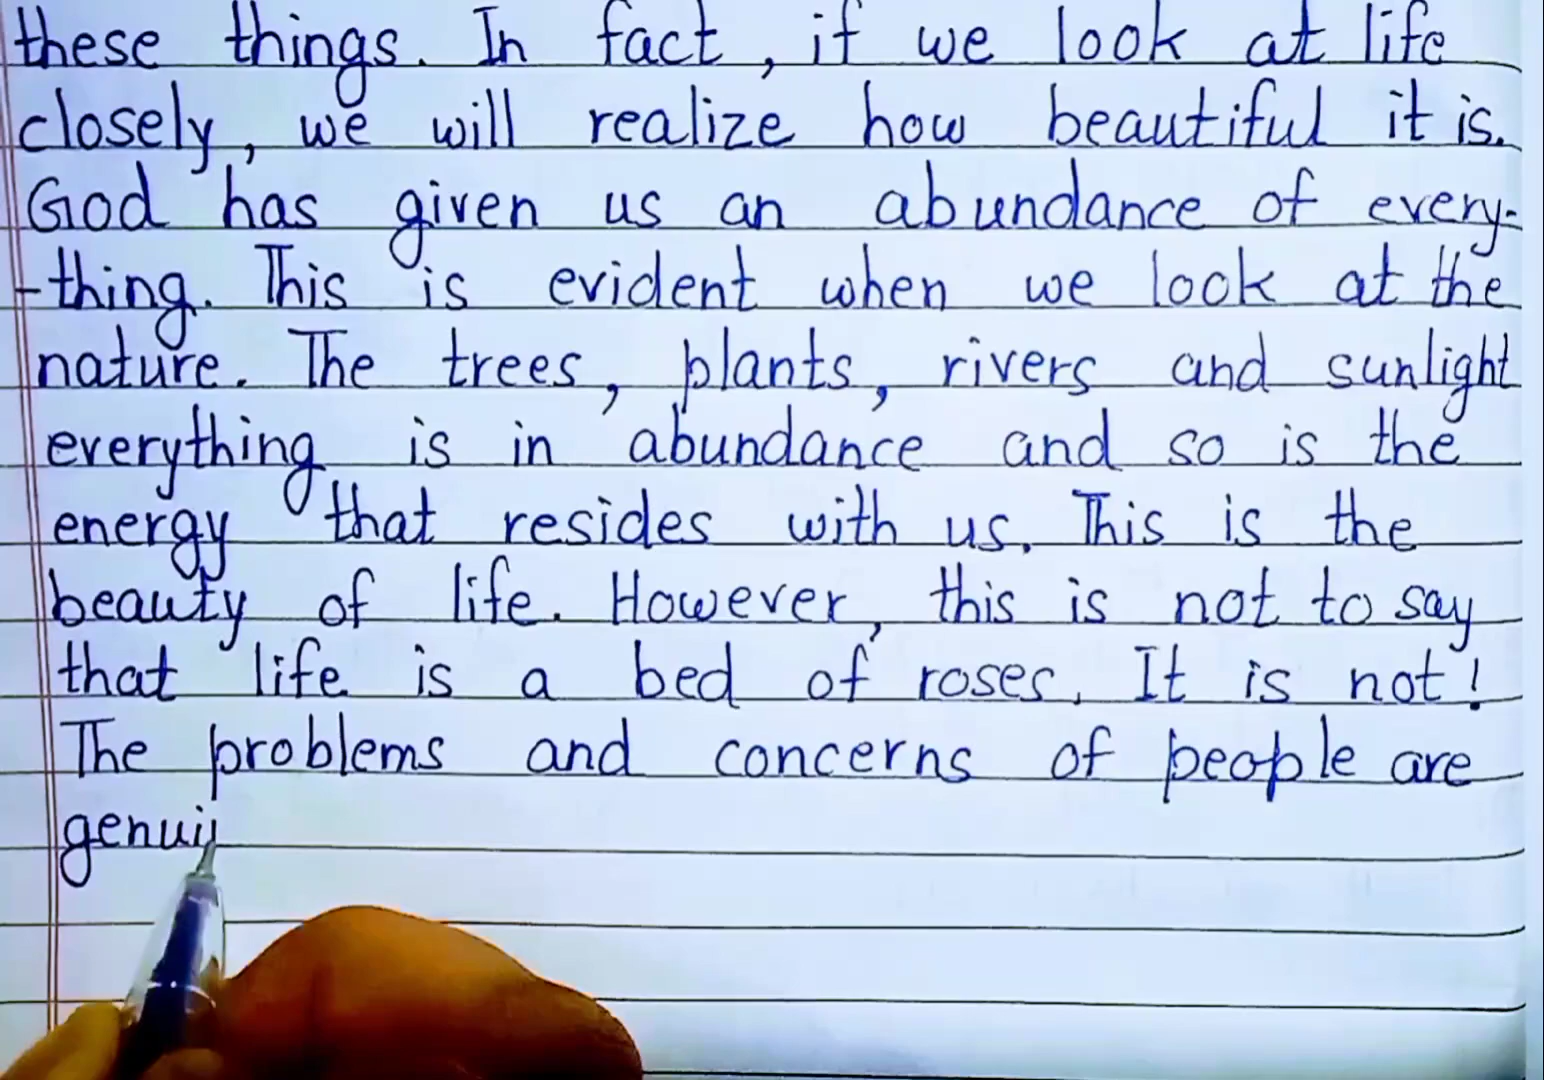 these things. In fact, if we look at life
closely, we will realize how beautiful it is.
God has given us an abundance of every-
-thing. This is evident when we look at the
nature. The trees, plants, rivers and sunlight
everything is in abundance and so is the
energy that resides with us. This is the
beauty of life. However, this is not to say
that life is a bed of roses. It is not!
The problems and concerns of people are
genui